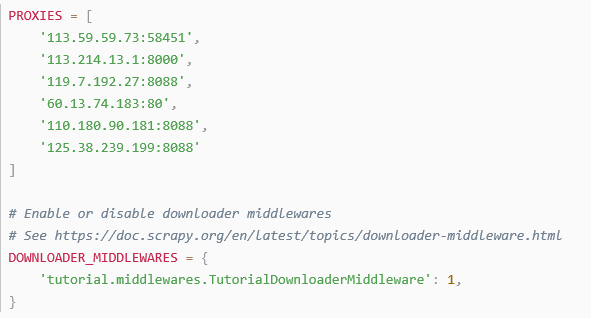 PROXIES = [
    '113.59.59.73:58451',
    '113.214.13.1:8000',
    '119.7.192.27:8088',
    '60.13.74.183:80',
    '110.180.90.181:8088',
    '125.38.239.199:8088'
]
# Enable or disable downloader middlewares
# See https://doc.scrapy.org/en/latest/topics/downloader-middleware.html
DOWNLOADER_MIDDLEWARES = {
    'tutorial.middlewares.TutorialDownloaderMiddleware': 1,
}